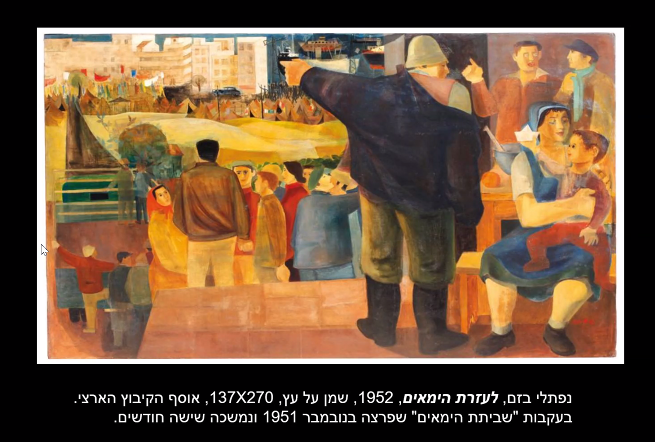 נפתלי בזם, לעזרת הימאים, 1952, שמן על עץ, 137X270, אוסף הקיבוץ הארצי.
בעקבות "שביתת הימאים" שפרצה בנובמבר 1951 ונמשכה שישה חודשים.